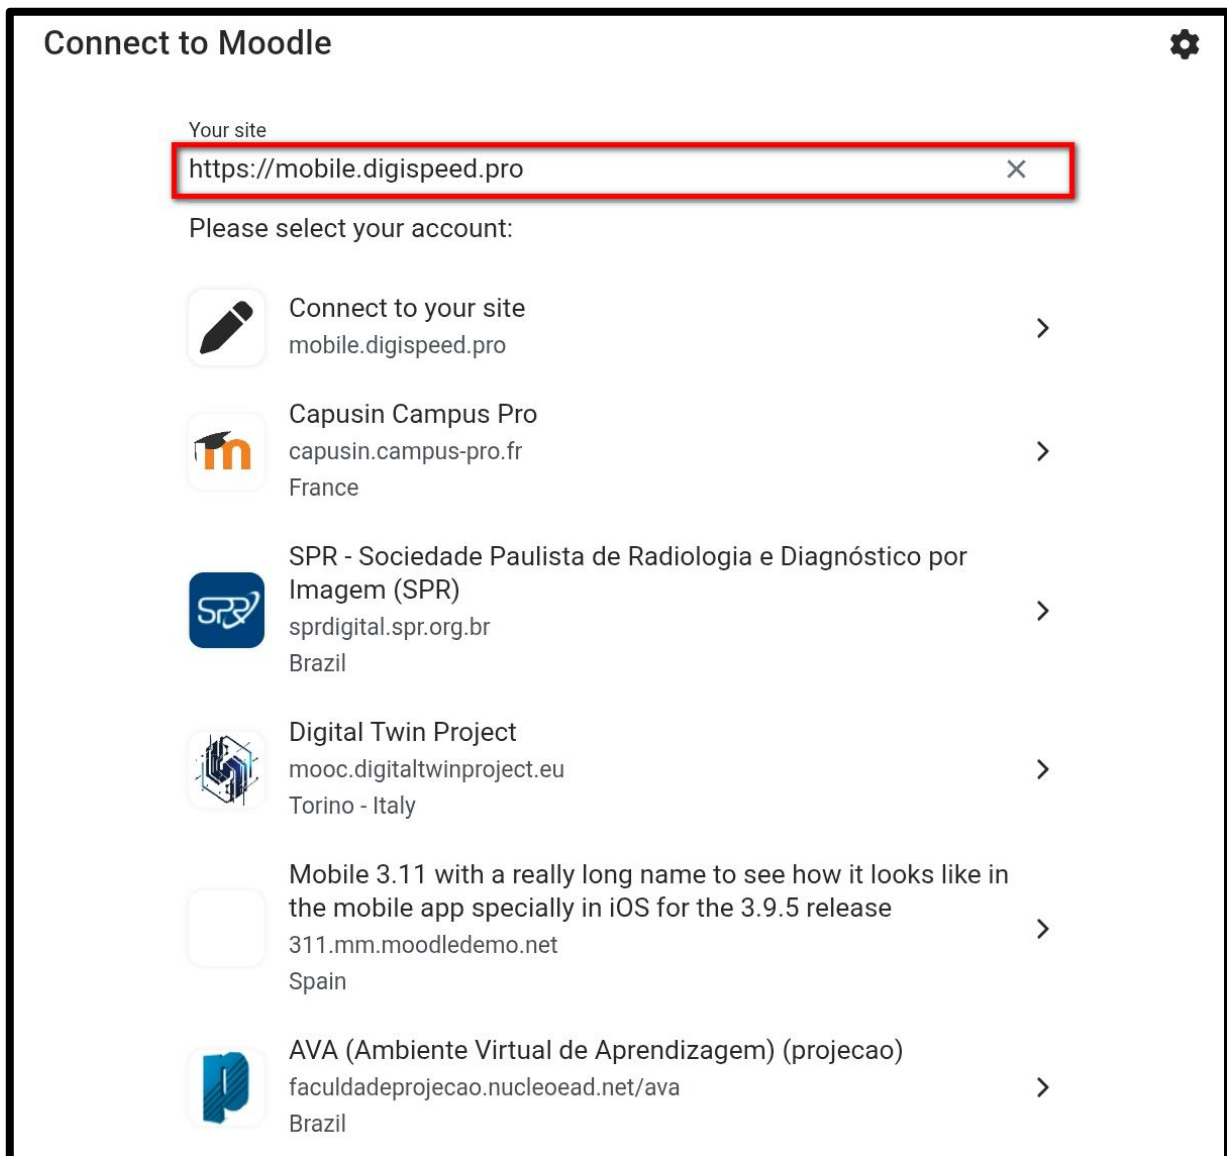 Connect to Moodle
Your site
https://mobile.digispeed.pro
Please select your account:
Connect to your site
mobile.digispeed.pro
Capusin Campus Pro
capusin.campus-pro.fr
France
SPR - Sociedade Paulista de Radiologia e Diagnóstico por
Imagem (SPR)
sprdigital.spr.org.br
Brazil
Digital Twin Project
mooc.digitaltwinproject.eu
Torino - Italy
Mobile 3.11 with a really long name to see how it looks like in
the mobile app specially in iOS for the 3.9.5 release
311.mm.moodledemo.net
Spain
AVA (Ambiente Virtual de Aprendizagem) (projecao)
faculdadeprojecao.nucleoead.net/ava
Brazil